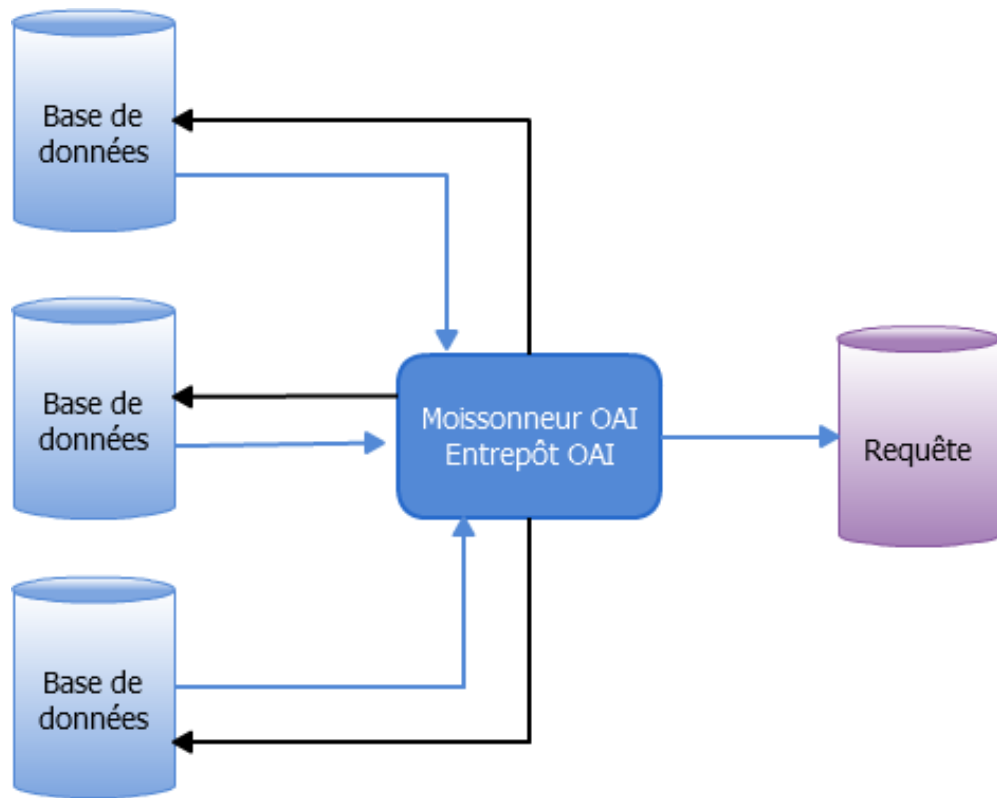 Base de
données
Base de
données
Moissonneur OAI
Entrepôt OAI
Requête
Base de
données